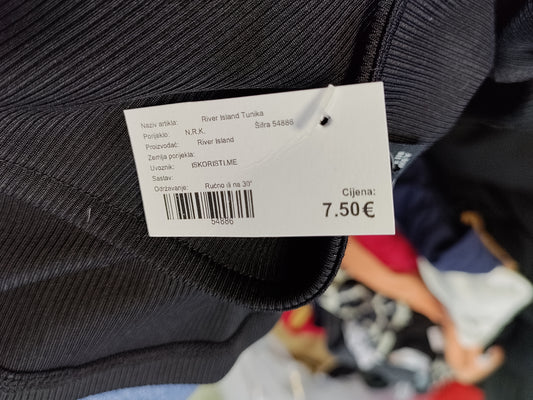 Naziv artikla: River Island Tunika
Porijeklo: N.R.K. Šifra 54886
Proizvođač: River Island
Zemlja porijekla:
Uvoznik: ISKORISTI.ME
Sastav:
Održavanje: Ručno ili na 30°
54886
Cijena:
7.50€